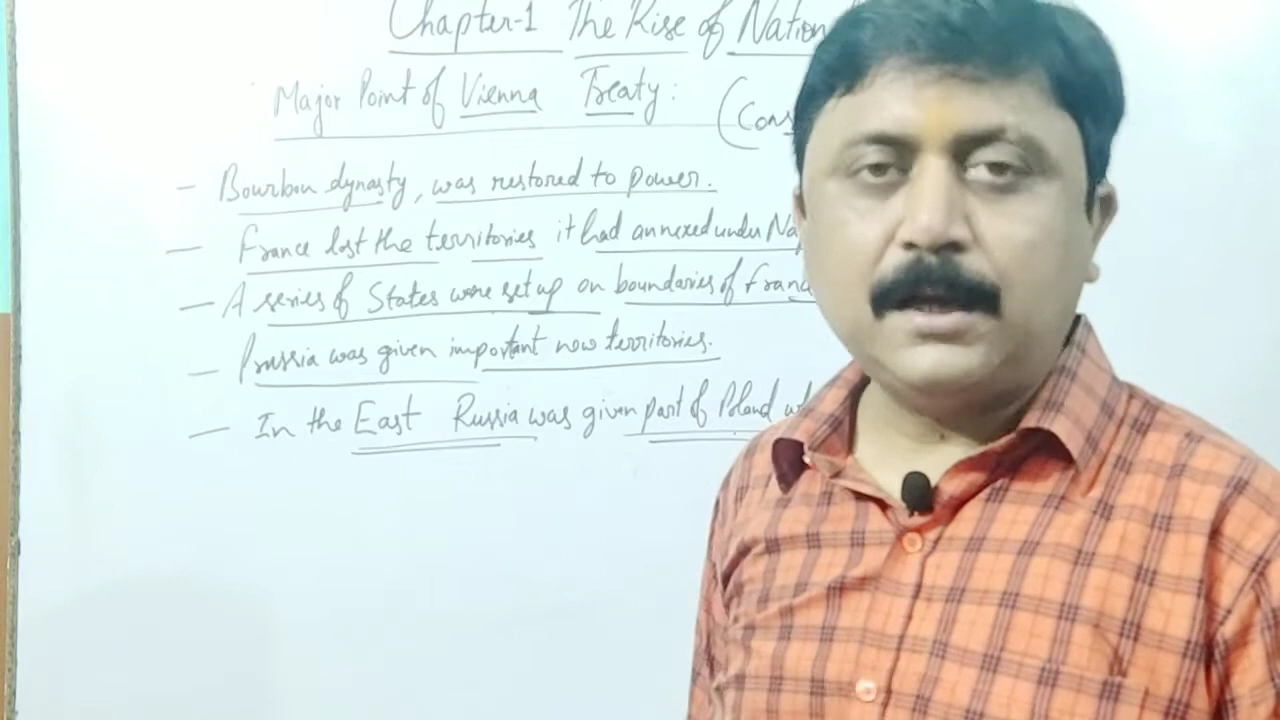 Chapter-1 The Rise of Nation
Major Point of Vienna Treaty: (Cons
- Bourbon dynasty, was restored to power.
- France lost the territories it had annexed under Nap
- A series of States were set up on boundaries of franc
- Prussia was given important new territories.
- In the East Russia was given part of Poland wh